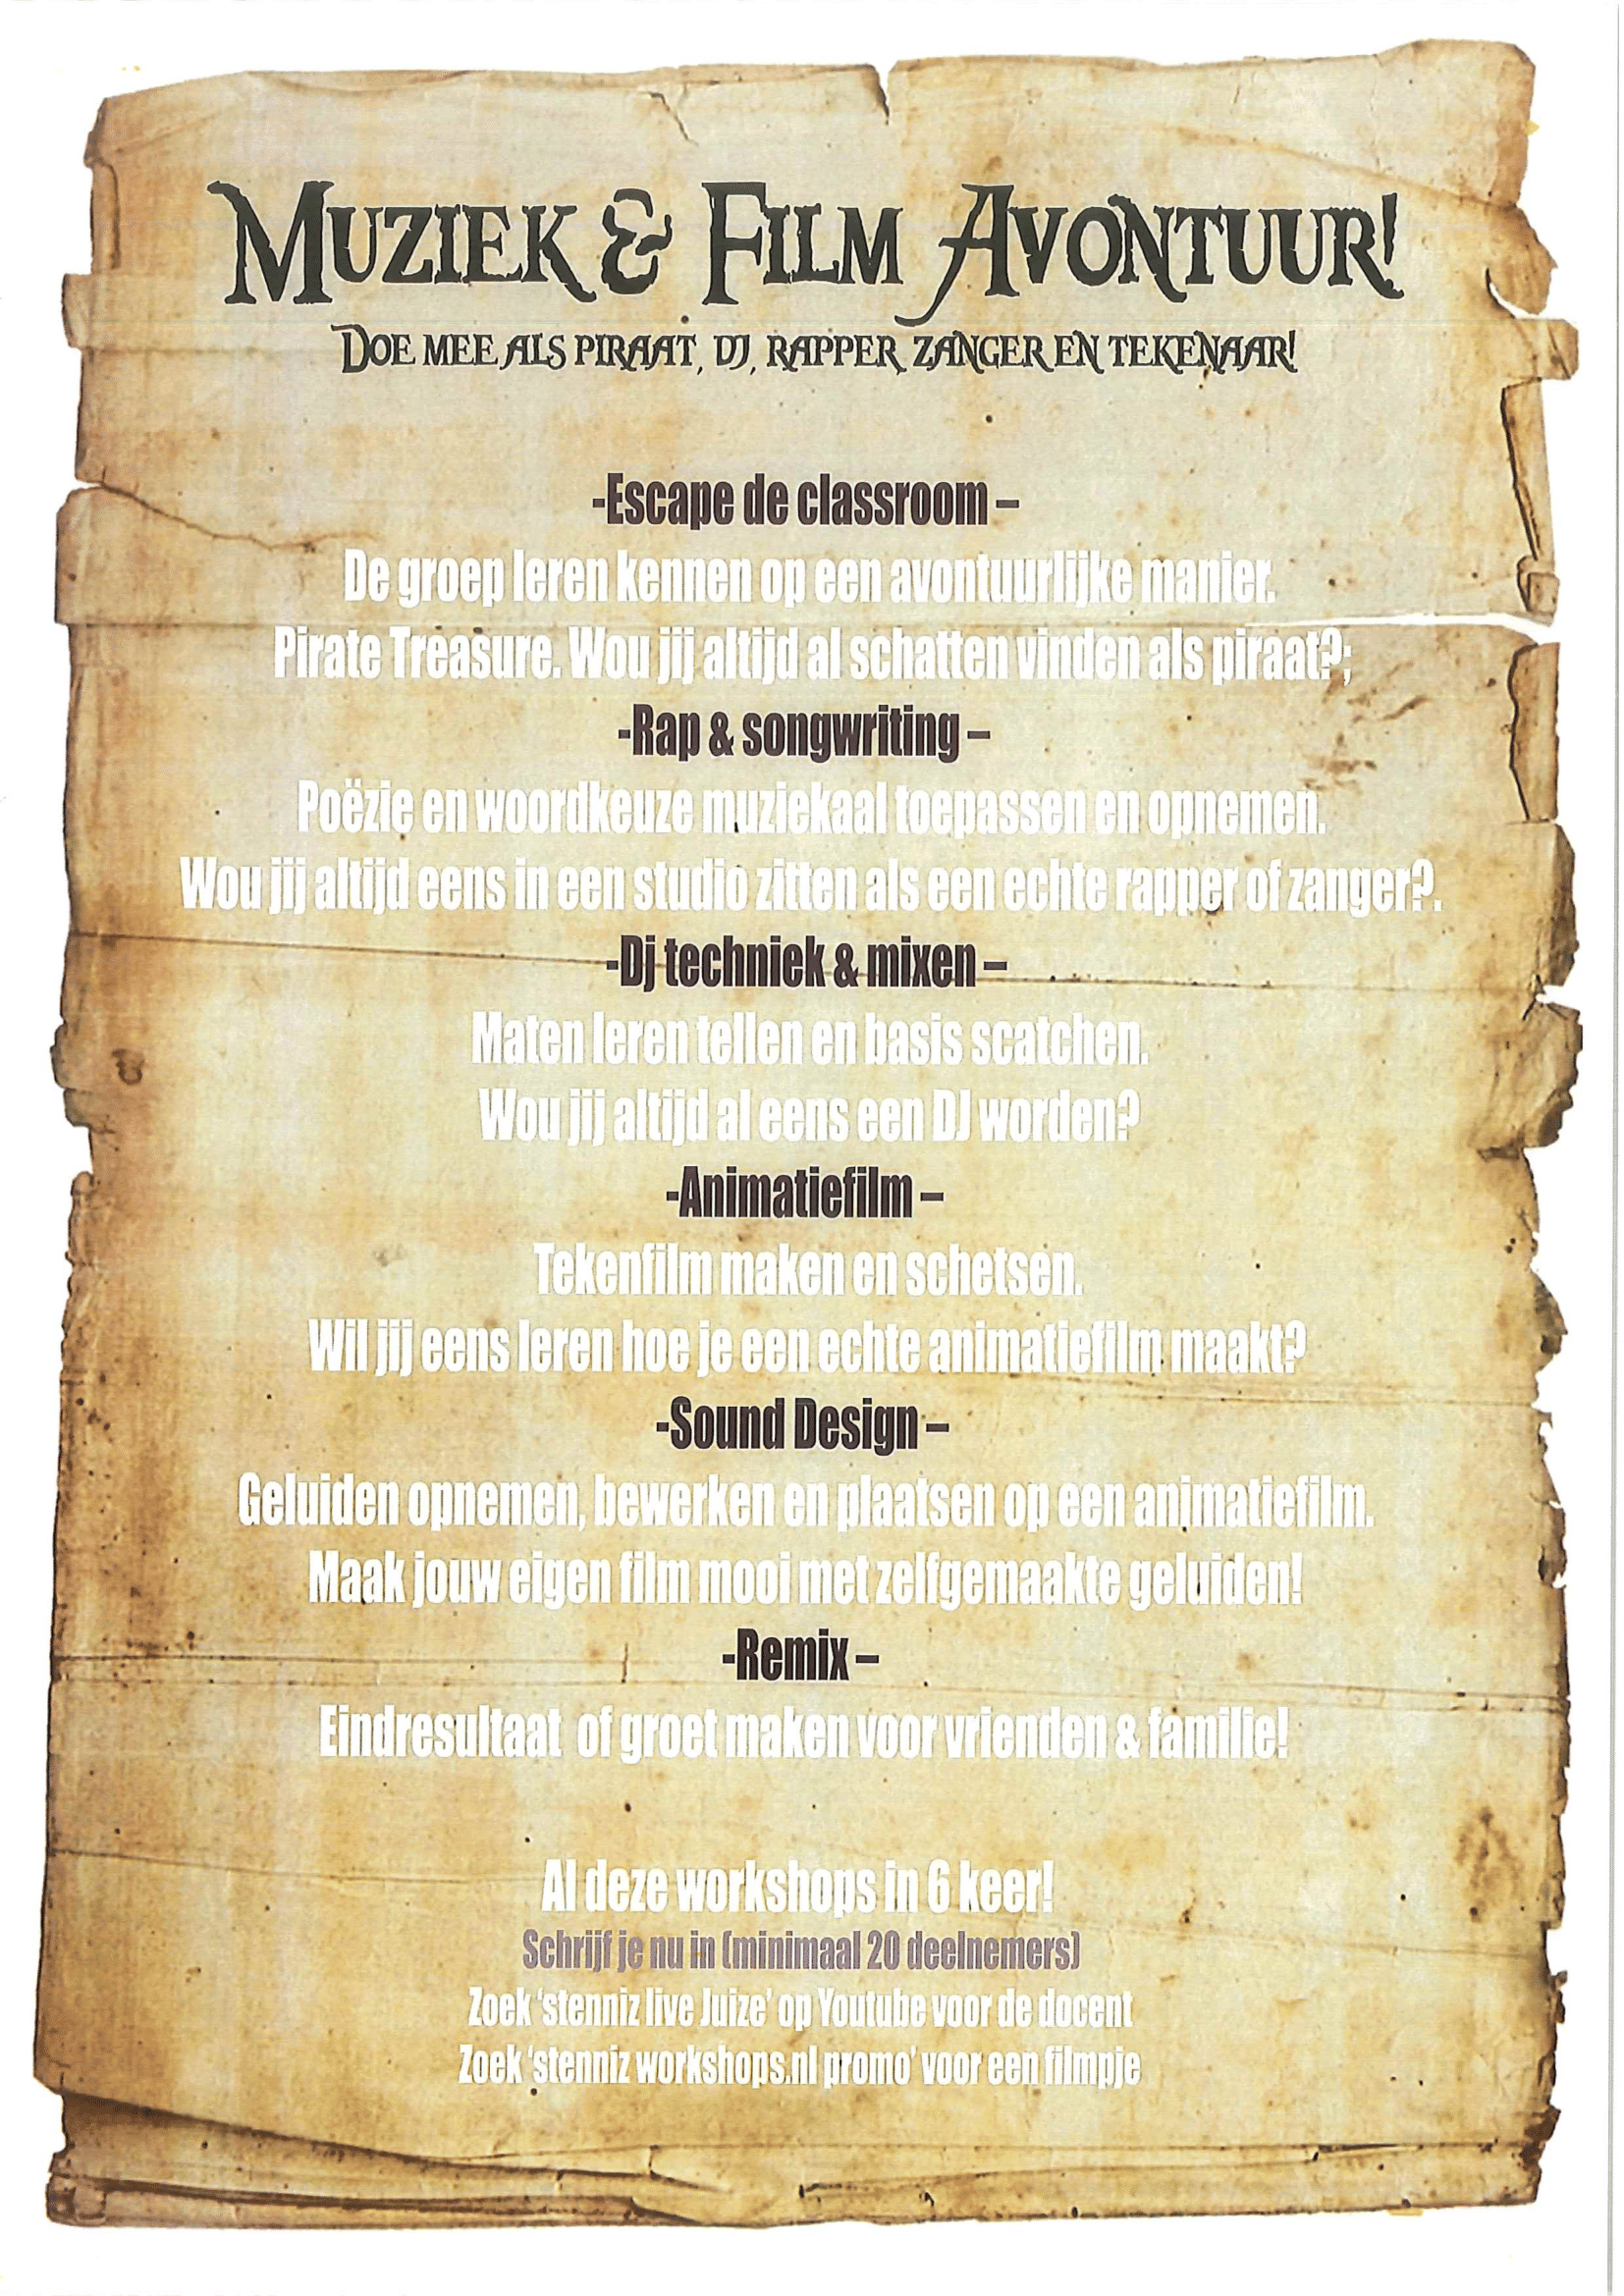 Muziek & Film Avontuur!
Doe mee als piraat, DJ, rapper zanger en tekenaar!
-Escape de classroom –
De groep leren kennen op een avontuurlijke manier.
Pirate Treasure. Wou jij altijd al schatten vinden als piraat?;
-Rap & songwriting –
Poëzie en woordkeuze muziekaal toepassen en opnemen.
Wou jij altijd eens in een studio zitten als een echte rapper of zanger?.
-Dj techniek & mixen –
Maten leren tellen en basis scatchen.
Wou jij altijd al eens een DJ worden?
-Animatiefilm –
Tekenfilm maken en schetsen.
Wil jij eens leren hoe je een echte animatiefilm maakt?
-Sound Design –
Geluiden opnemen, bewerken en plaatsen op een animatiefilm.
Maak jouw eigen film mooi met zelfgemaakte geluiden!
-Remix –
Eindresultaat of groet maken voor vrienden & familie!
Al deze workshops in 6 keer!
Schrijf je nu in (minimaal 20 deelnemers)
Zoek ‘stenniz live Juize’ op Youtube voor de docent
Zoek ‘stenniz workshops.nl promo’ voor een filmpje